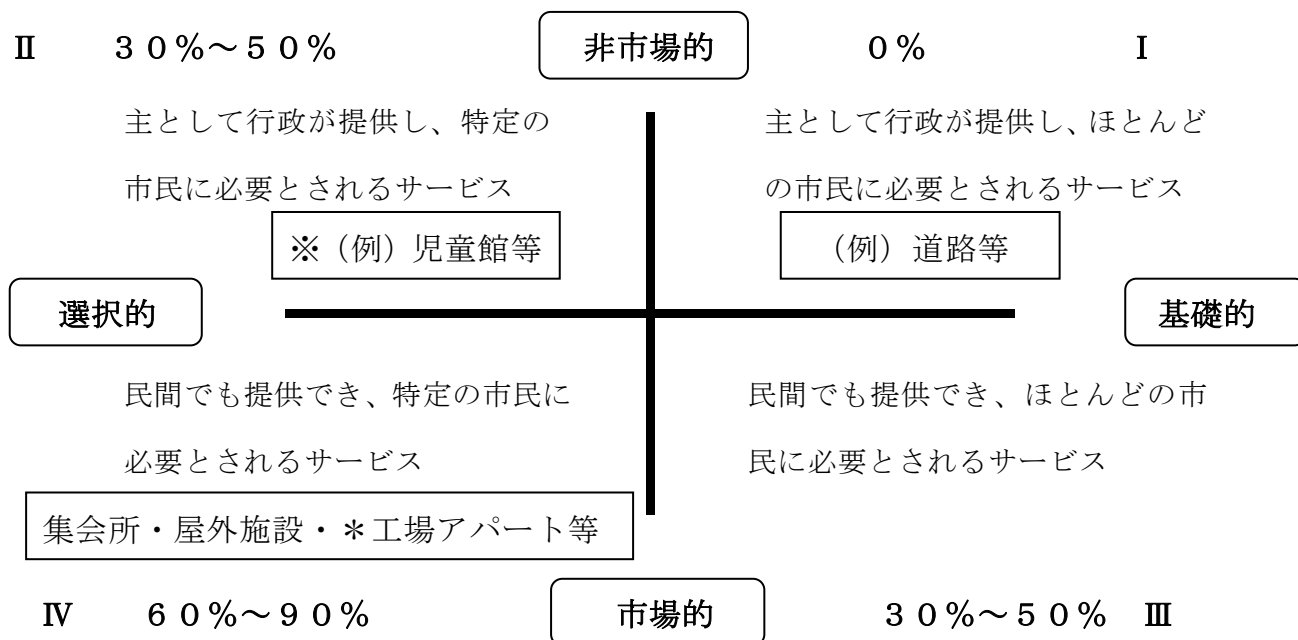 Ⅱ ３０％～５０％ 非市場的 ０％ Ⅰ
主として行政が提供し、特定の
市民に必要とされるサービス
※（例）児童館等
主として行政が提供し、ほとんど
の市民に必要とされるサービス
（例）道路等
選択的
基礎的
民間でも提供でき、特定の市民に
必要とされるサービス
集会所・屋外施設・＊工場アパート等
民間でも提供でき、ほとんどの市
民に必要とされるサービス
Ⅳ ６０％～９０％ 市場的 ３０％～５０％ Ⅲ